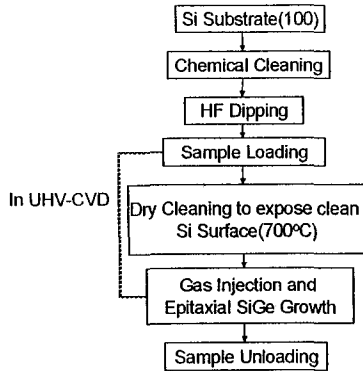 Si Substrate(100)
Chemical Cleaning
HF Dipping
Sample Loading
In UHV-CVD
Dry Cleaning to expose clean
Si Surface(700ºC)
Gas Injection and
Epitaxial SiGe Growth
Sample Unloading